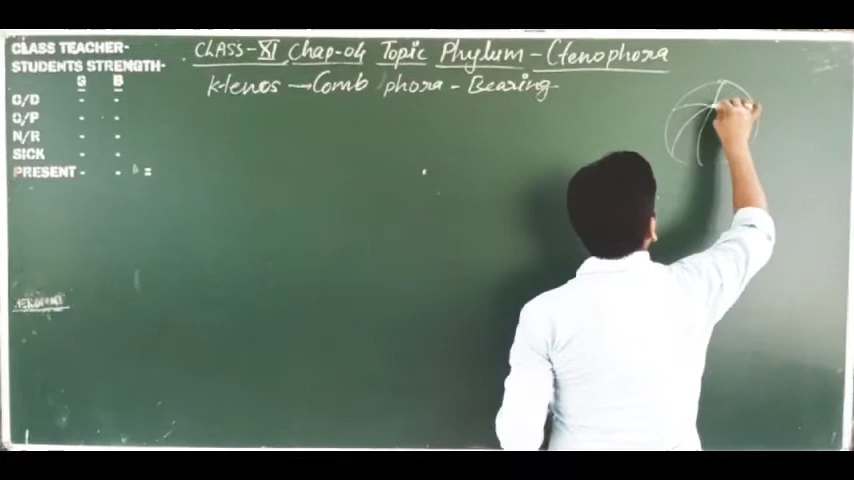 CLASS TEACHER-
STUDENTS STRENGTH-
G B
O/D - -
O/P - -
N/R - -
SICK - -
PRESENT - - =
CLASS-XI Chap-04 Topic Phylum-Ctenophora
Ktenos → Comb phora - Bearing